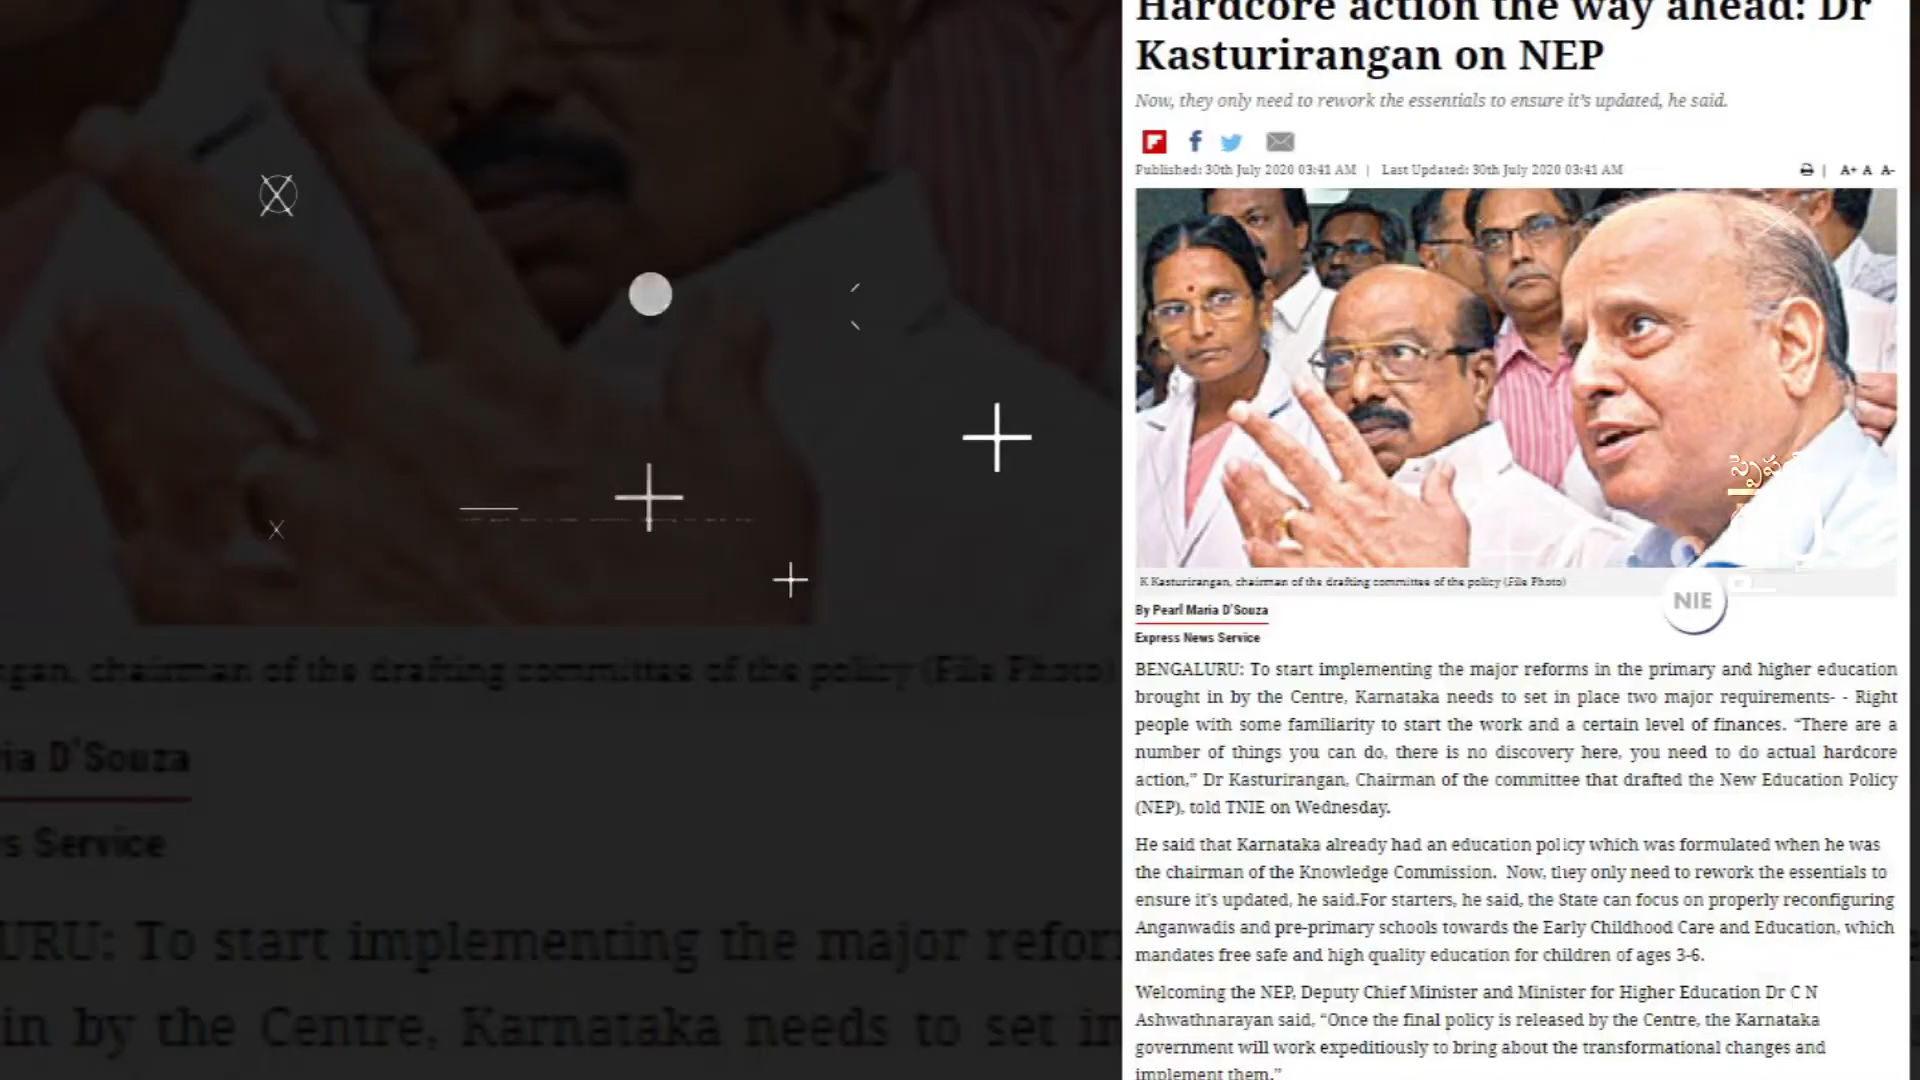 Hardcore action the way ahead: Dr
Kasturirangan on NEP
Now, they only need to rework the essentials to ensure it's updated, he said.
Published: 30th July 2020 03:41 AM | Last Updated: 30th July 2020 03:41 AM
A+ A A-
K Kasturirangan, chairman of the drafting committee of the policy (File Photo)
NIE
By Pearl Maria D'Souza
Express News Service
BENGALURU: To start implementing the major reforms in the primary and higher education
brought in by the Centre, Karnataka needs to set in place two major requirements- - Right
people with some familiarity to start the work and a certain level of finances. “There are a
number of things you can do, there is no discovery here, you need to do actual hardcore
action,” Dr Kasturirangan, Chairman of the committee that drafted the New Education Policy
(NEP), told TNIE on Wednesday.
He said that Karnataka already had an education policy which was formulated when he was
the chairman of the Knowledge Commission. Now, they only need to rework the essentials to
ensure it's updated, he said.For starters, he said, the State can focus on properly reconfiguring
Anganwadis and pre-primary schools towards the Early Childhood Care and Education, which
mandates free safe and high quality education for children of ages 3-6.
Welcoming the NEP, Deputy Chief Minister and Minister for Higher Education Dr C N
Ashwathnarayan said, “Once the final policy is released by the Centre, the Karnataka
government will work expeditiously to bring about the transformational changes and
implement them.”
gan, chairman of the drafting committee of the policy (File Photo)
ria D'Souza
s Service
URU: To start implementing the major refor
in by the Centre, Karnataka needs to set in